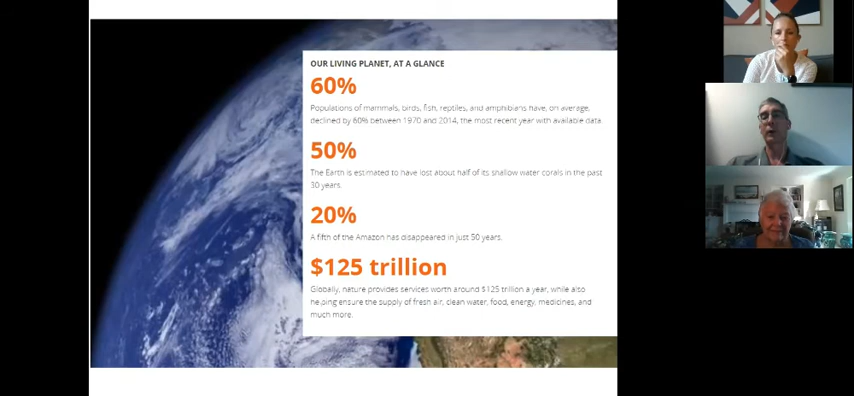 OUR LIVING PLANET, AT A GLANCE
60%
Populations of mammals, birds, fish, reptiles, and amphibians have, on average,
declined by 60% between 1970 and 2014, the most recent year with available data.
50%
The Earth is estimated to have lost about half of its shallow water corals in the past
30 years.
20%
A fifth of the Amazon has disappeared in just 50 years.
$125 trillion
Globally, nature provides services worth around $125 trillion a year, while also
helping ensure the supply of fresh air, clean water, food, energy, medicines, and
much more.